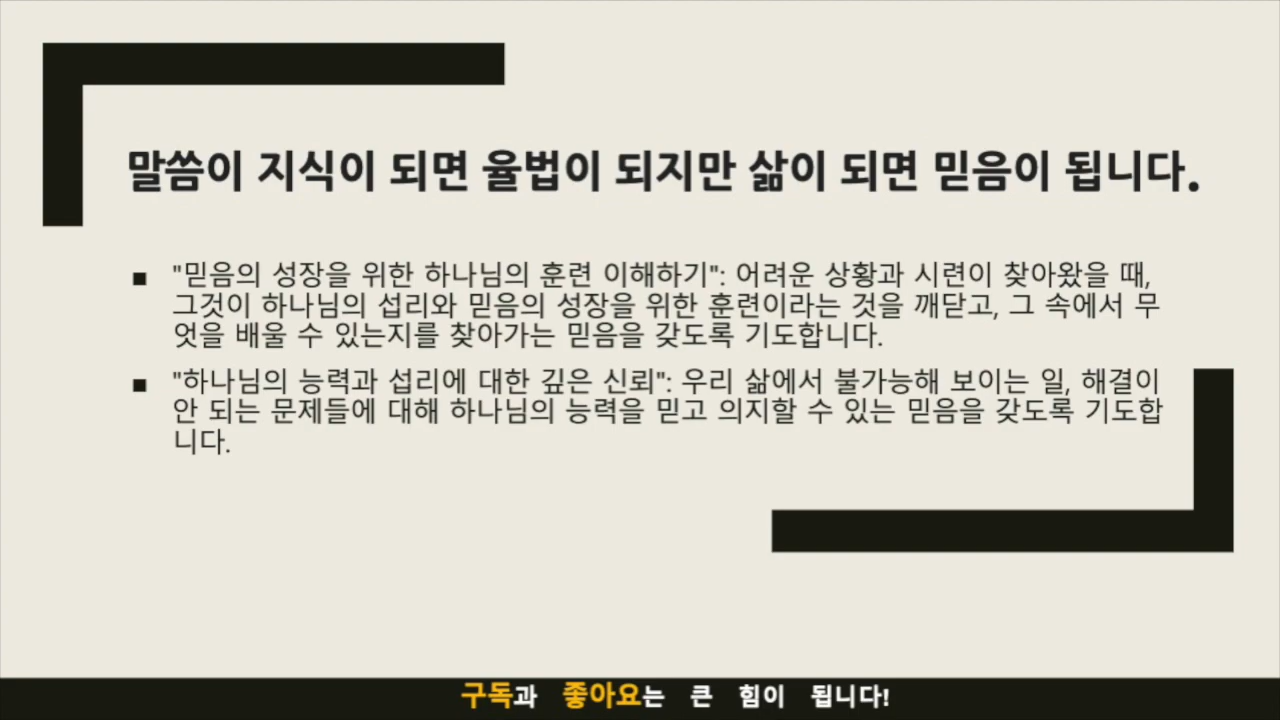 말씀이 지식이 되면 율법이 되지만 삶이 되면 믿음이 됩니다.
■ "믿음의 성장을 위한 하나님의 훈련 이해하기": 어려운 상황과 시련이 찾아왔을 때,
그것이 하나님의 섭리와 믿음의 성장을 위한 훈련이라는 것을 깨닫고, 그 속에서 무
엇을 배울 수 있는지를 찾아가는 믿음을 갖도록 기도합니다.
■ "하나님의 능력과 섭리에 대한 깊은 신뢰": 우리 삶에서 불가능해 보이는 일, 해결이
안 되는 문제들에 대해 하나님의 능력을 믿고 의지할 수 있는 믿음을 갖도록 기도합
니다.
구독과 좋아요는 큰 힘이 됩니다!